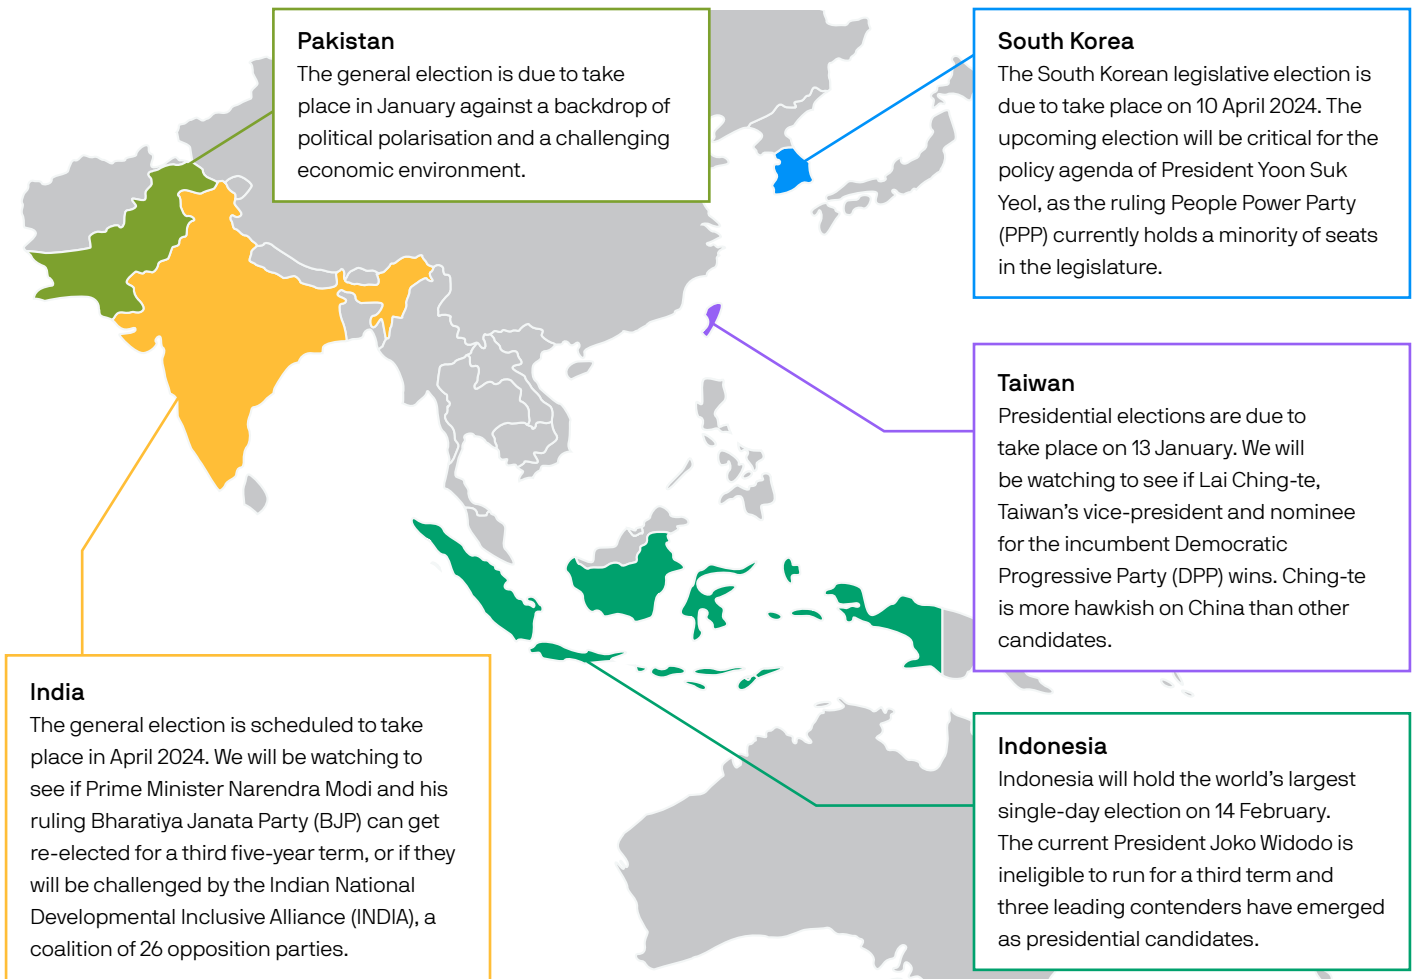 Pakistan
The general election is due to take
place in January against a backdrop of
political polarisation and a challenging
economic environment.
South Korea
The South Korean legislative election is
due to take place on 10 April 2024. The
upcoming election will be critical for the
policy agenda of President Yoon Suk
Yeol, as the ruling People Power Party
(PPP) currently holds a minority of seats
in the legislature.
Taiwan
Presidential elections are due to
take place on 13 January. We will
be watching to see if Lai Ching-te,
Taiwan's vice-president and nominee
for the incumbent Democratic
Progressive Party (DPP) wins. Ching-te
is more hawkish on China than other
candidates.
India
The general election is scheduled to take
place in April 2024. We will be watching to
see if Prime Minister Narendra Modi and his
ruling Bharatiya Janata Party (BJP) can get
re-elected for a third five-year term, or if they
will be challenged by the Indian National
Developmental Inclusive Alliance (INDIA), a
coalition of 26 opposition parties.
Indonesia
Indonesia will hold the world's largest
single-day election on 14 February.
The current President Joko Widodo is
ineligible to run for a third term and
three leading contenders have emerged
as presidential candidates.